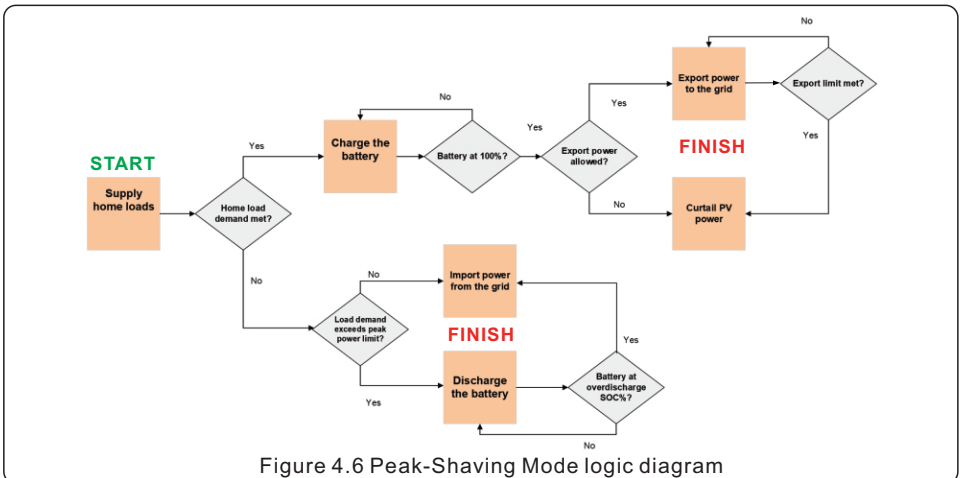 START
Supply
home loads
Home load
demand met?
Yes
Charge the
battery
No
Battery at 100%?
Yes
Export power
allowed?
Yes
Export power
to the grid
No
Export limit met?
Yes
FINISH
No
Curtail PV
power
No
Load demand
exceeds peak
power limit?
No
Import power
from the grid
FINISH
Yes
Discharge
the battery
Battery at
overdischarge
SOC%?
Yes
No
Figure 4.6 Peak-Shaving Mode logic diagram